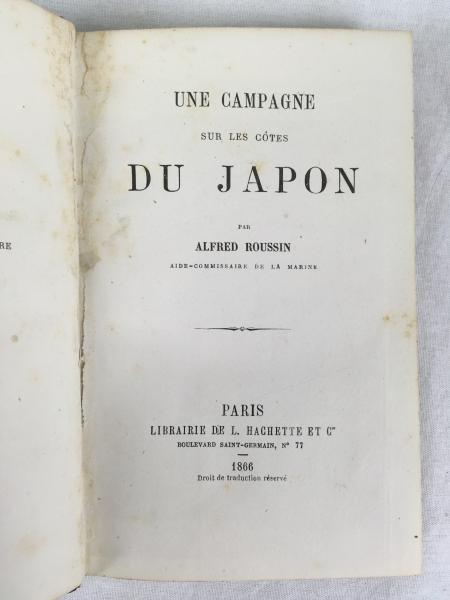 UNE CAMPAGNE
SUR LES CÔTES
DU JAPON
PAR
ALFRED ROUSSIN
AIDE-COMMISSAIRE DE LA MARINE
PARIS
LIBRAIRIE DE L. HACHETTE ET Cie
BOULEVARD SAINT-GERMAIN, N° 77
1866
Droit de traduction réservé
RE